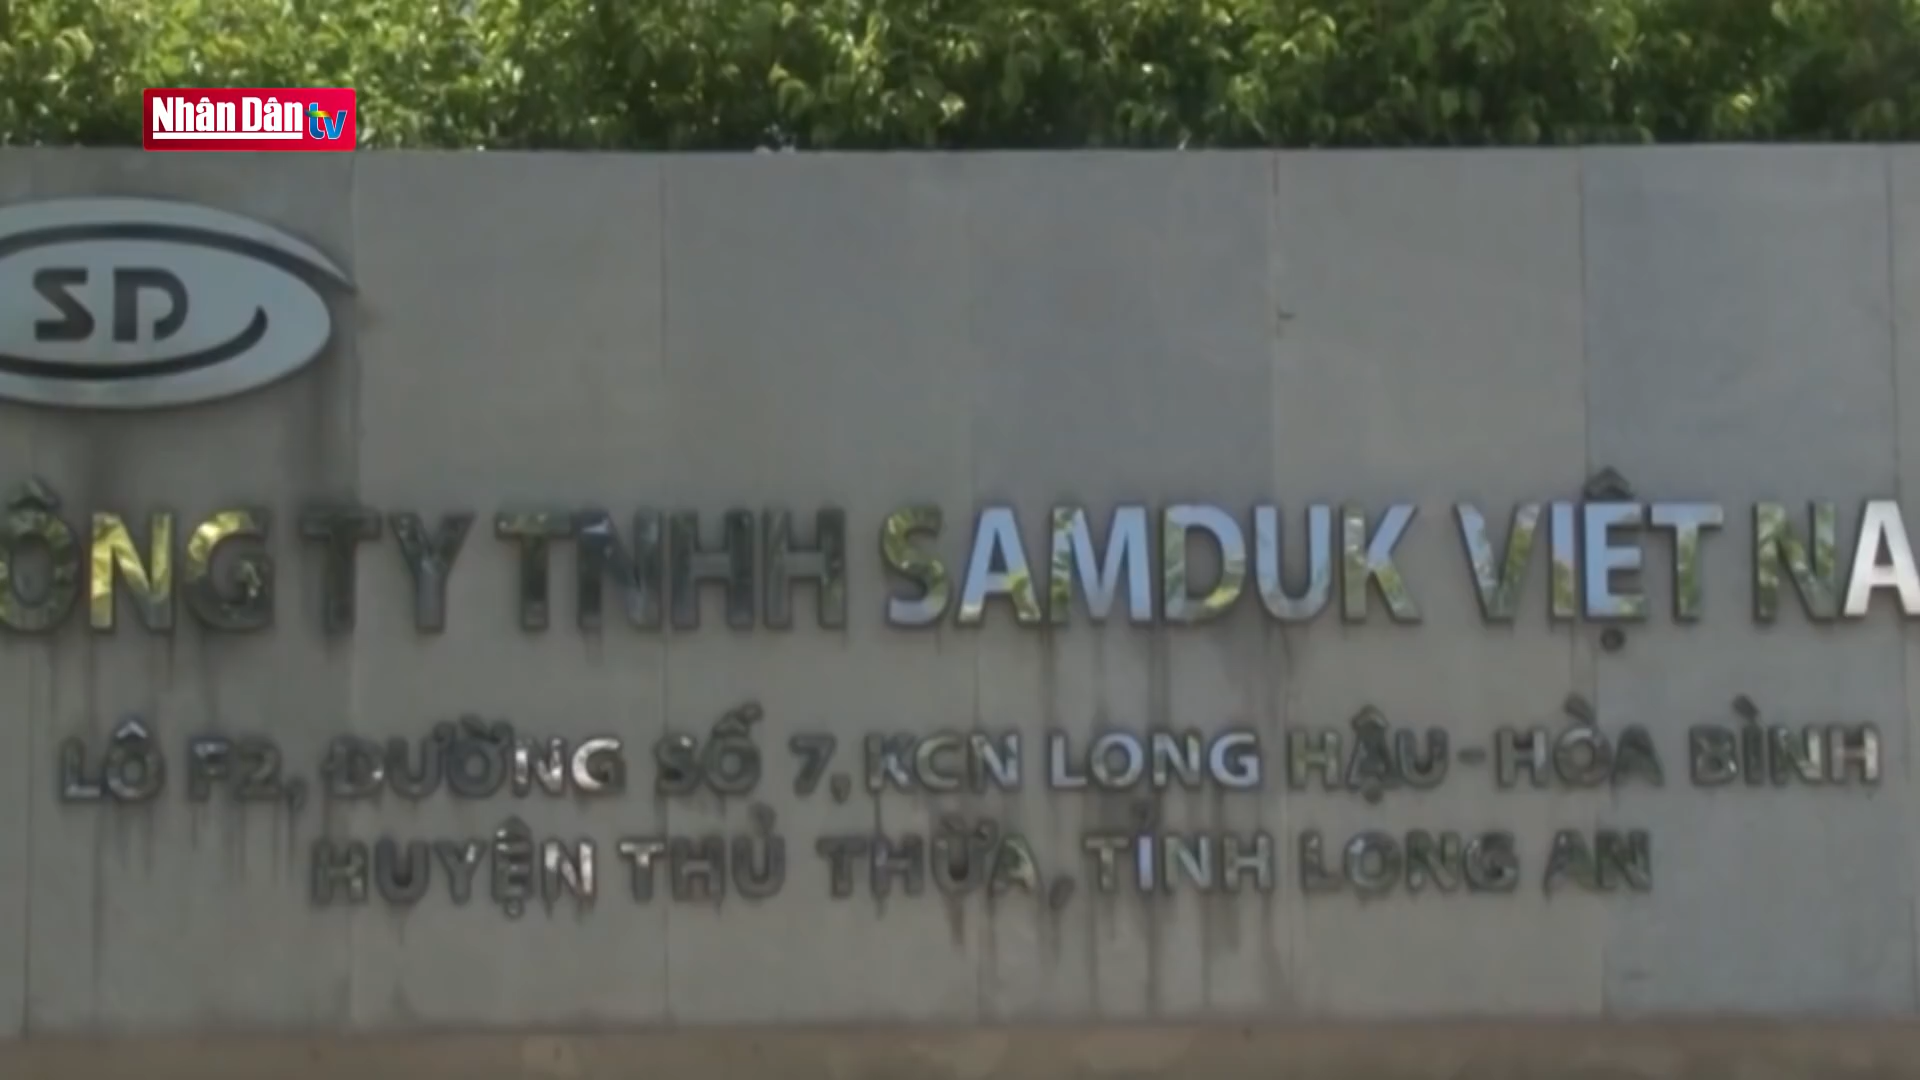 Nhân Dân tv
SD
ÔNG TY TNHH SAMDUK VIỆT NA
LÔ F2, ĐƯỜNG SỐ 7, KCN LONG HẬU-HÒA BÌNH
HUYỆN THỦ THỪA, TỈNH LONG AN